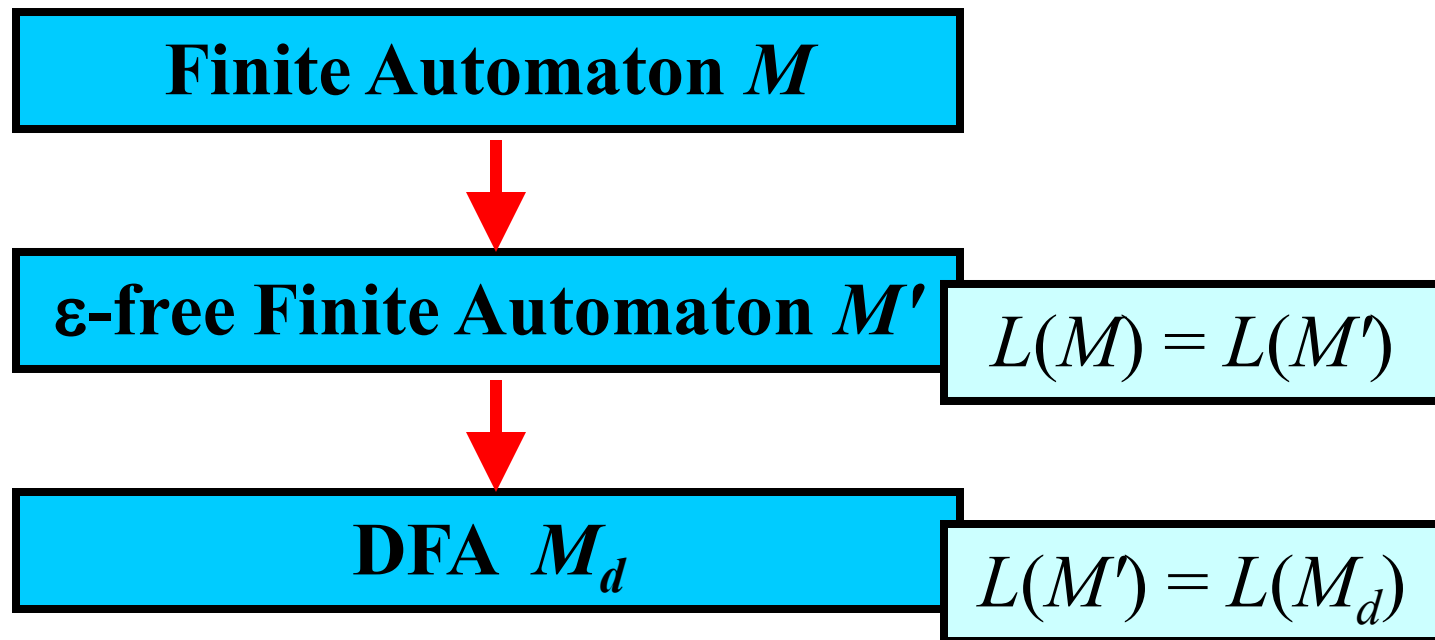 Finite Automaton M
ε-free Finite Automaton M'
L(M) = L(M')
DFA M_d
L(M') = L(M_d)